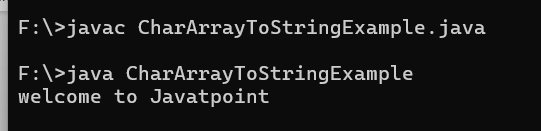 F:\>javac CharArrayToStringExample.java
F:\>java CharArrayToStringExample
welcome to Javatpoint